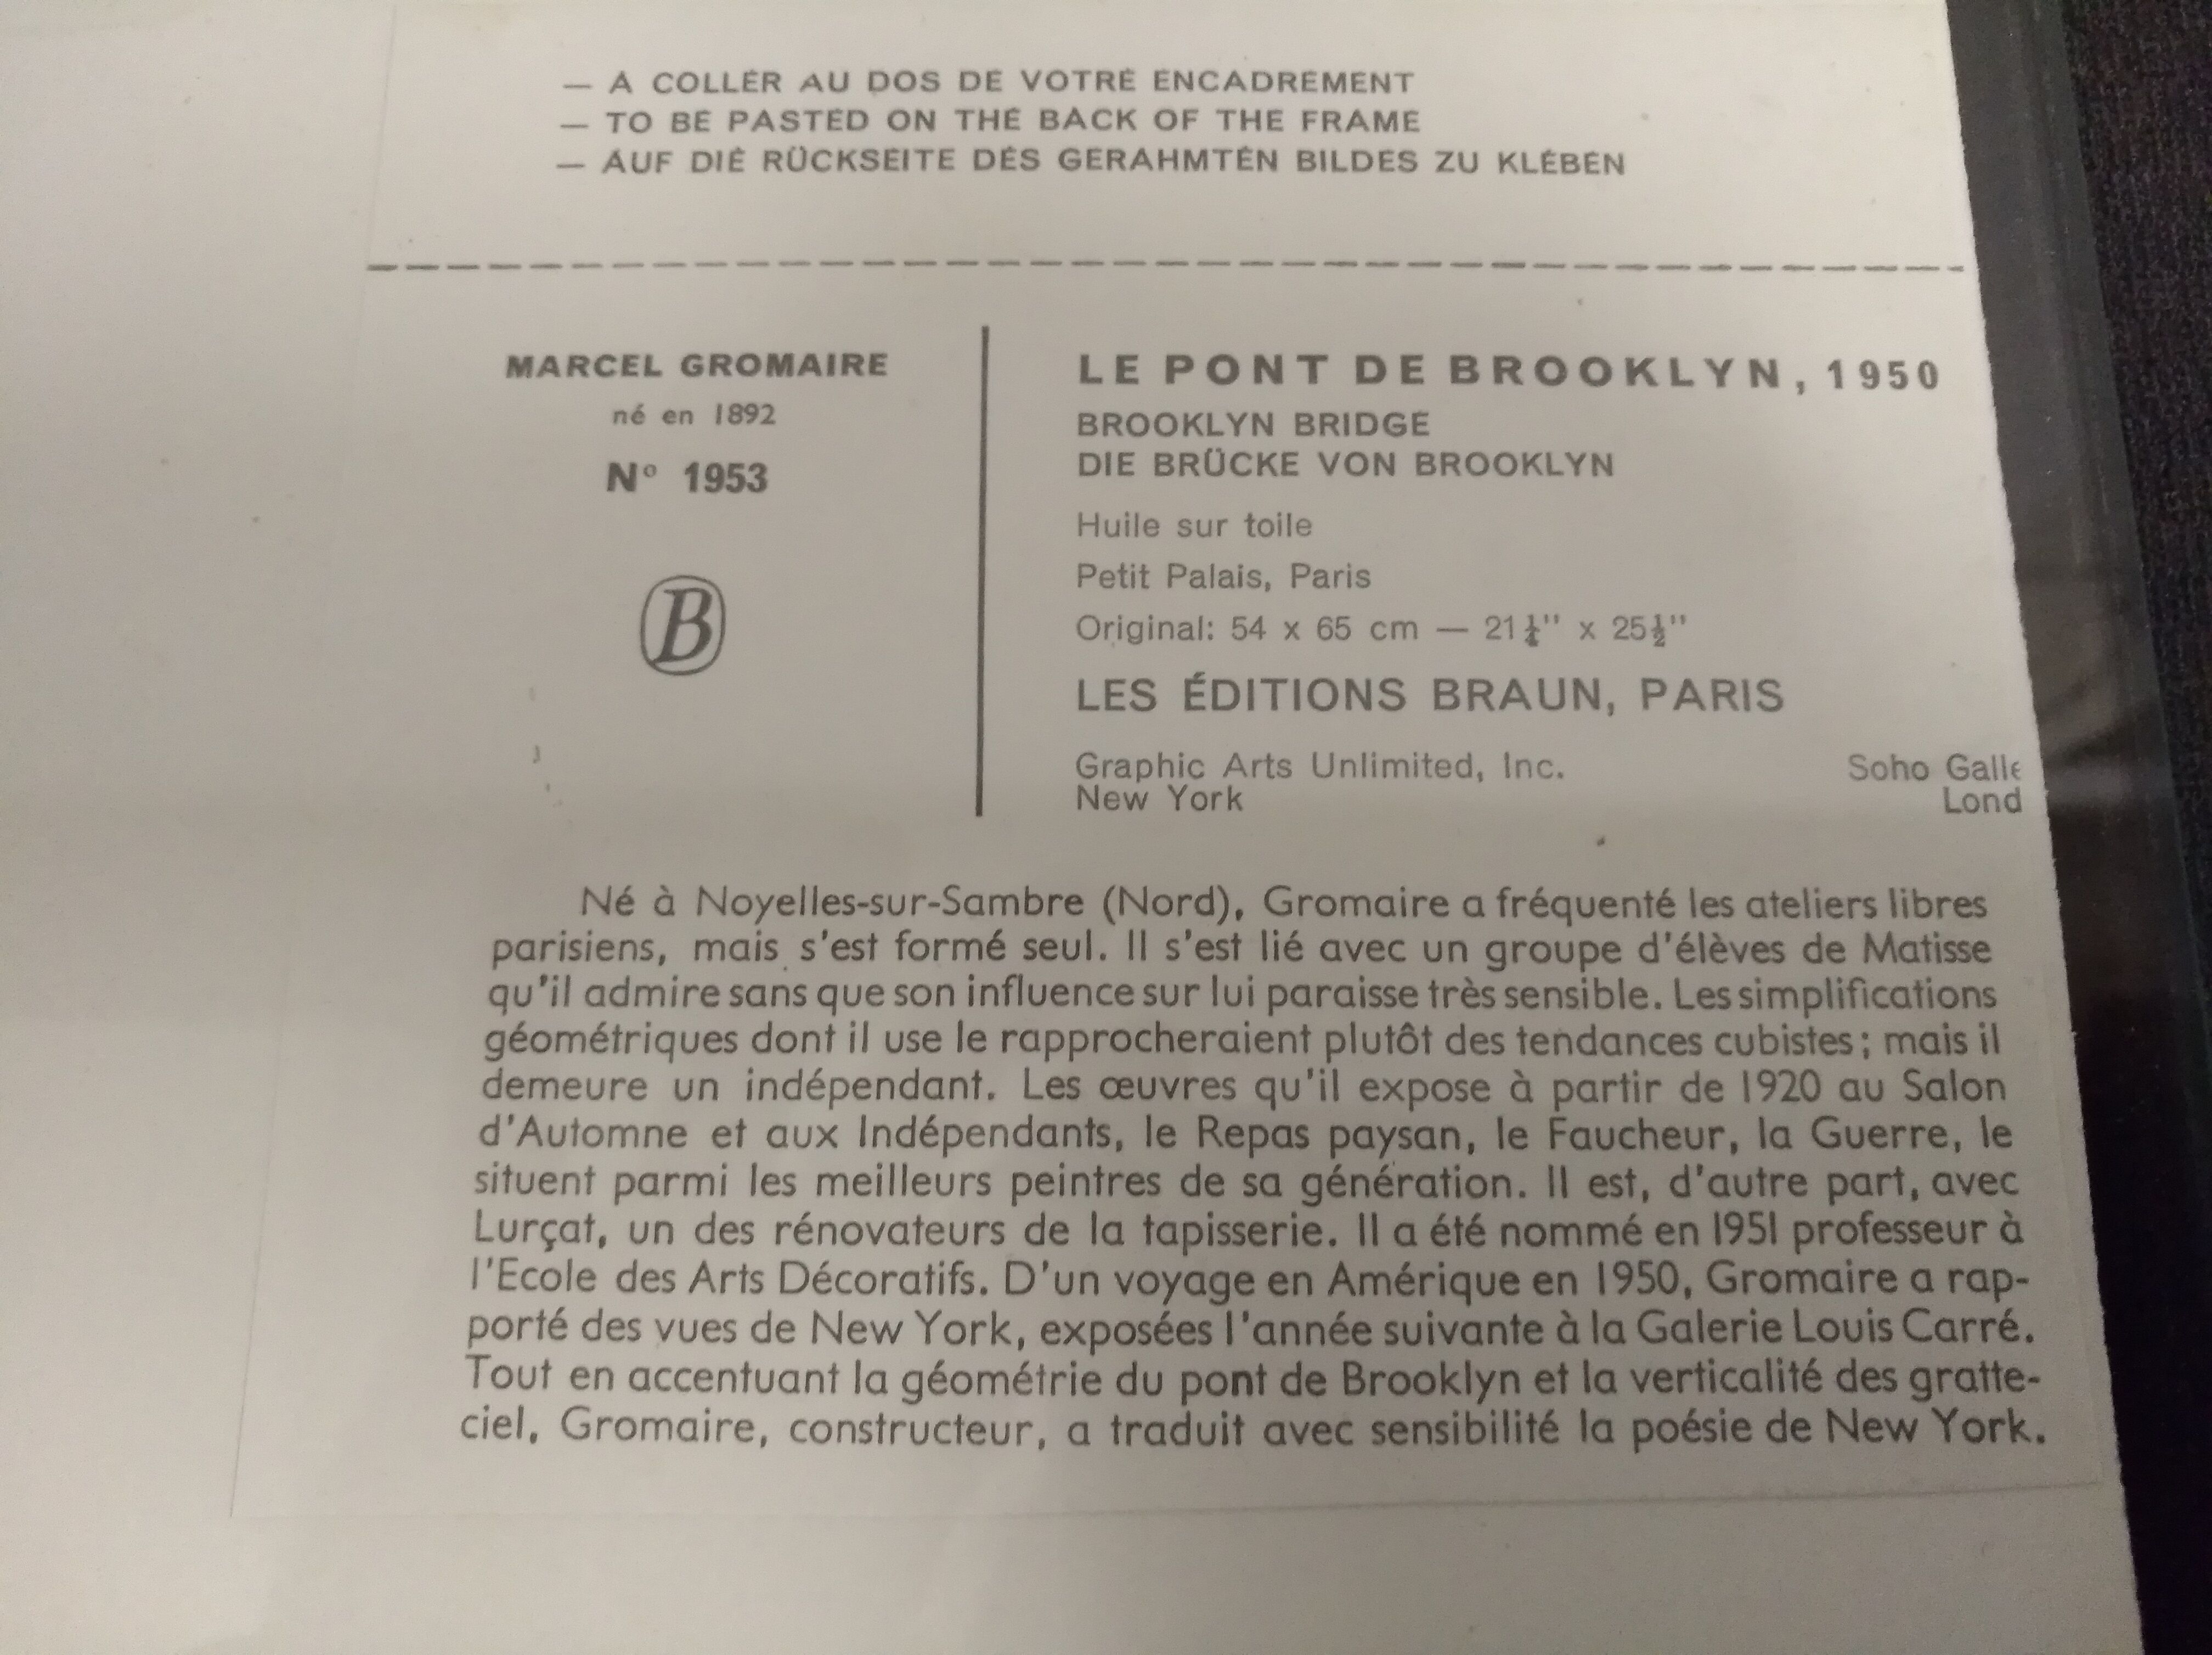 — A COLLER AU DOS DE VOTRE ENCADREMENT
— TO BE PASTED ON THE BACK OF THE FRAME
— AUF DIE RÜCKSEITE DES GERAHMTEN BILDES ZU KLEBEN
MARCEL GROMAIRE
né en 1892
N° 1953
B
LE PONT DE BROOKLYN, 1950
BROOKLYN BRIDGE
DIE BRÜCKE VON BROOKLYN
Huile sur toile
Petit Palais, Paris
Original: 54 x 65 cm — 21¼" x 25½"
LES ÉDITIONS BRAUN, PARIS
Graphic Arts Unlimited, Inc.
New York
Soho Galle
Lond
Né à Noyelles-sur-Sambre (Nord), Gromaire a fréquenté les ateliers libres
parisiens, mais s'est formé seul. Il s'est lié avec un groupe d'élèves de Matisse
qu'il admire sans que son influence sur lui paraisse très sensible. Les simplifications
géométriques dont il use le rapprocheraient plutôt des tendances cubistes; mais il
demeure un indépendant. Les œuvres qu'il expose à partir de 1920 au Salon
d'Automne et aux Indépendants, le Repas paysan, le Faucheur, la Guerre, le
situent parmi les meilleurs peintres de sa génération. Il est, d'autre part, avec
Lurçat, un des rénovateurs de la tapisserie. Il a été nommé en 1951 professeur à
l'Ecole des Arts Décoratifs. D'un voyage en Amérique en 1950, Gromaire a rap-
porté des vues de New York, exposées l'année suivante à la Galerie Louis Carré.
Tout en accentuant la géométrie du pont de Brooklyn et la verticalité des gratte-
ciel, Gromaire, constructeur, a traduit avec sensibilité la poésie de New York.